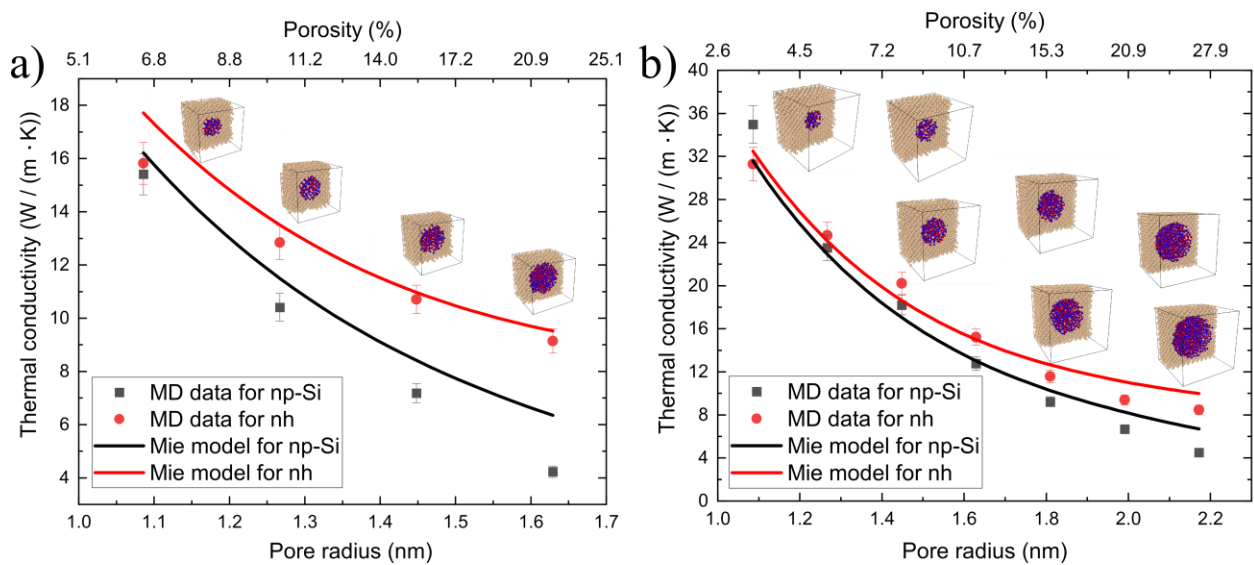 a)
Porosity (%)
5.1 6.8 8.8 11.2 14.0 17.2 20.9 25.1
Thermal conductivity (W / (m · K))
18
16
14
12
10
8
6
4
MD data for np-Si
MD data for nh
Mie model for np-Si
Mie model for nh
1.0 1.1 1.2 1.3 1.4 1.5 1.6 1.7
Pore radius (nm)
b)
Porosity (%)
2.6 4.5 7.2 10.7 15.3 20.9 27.9
Thermal conductivity (W / (m · K))
40
36
32
28
24
20
16
12
8
4
0
MD data for np-Si
MD data for nh
Mie model for np-Si
Mie model for nh
1.0 1.2 1.4 1.6 1.8 2.0 2.2
Pore radius (nm)